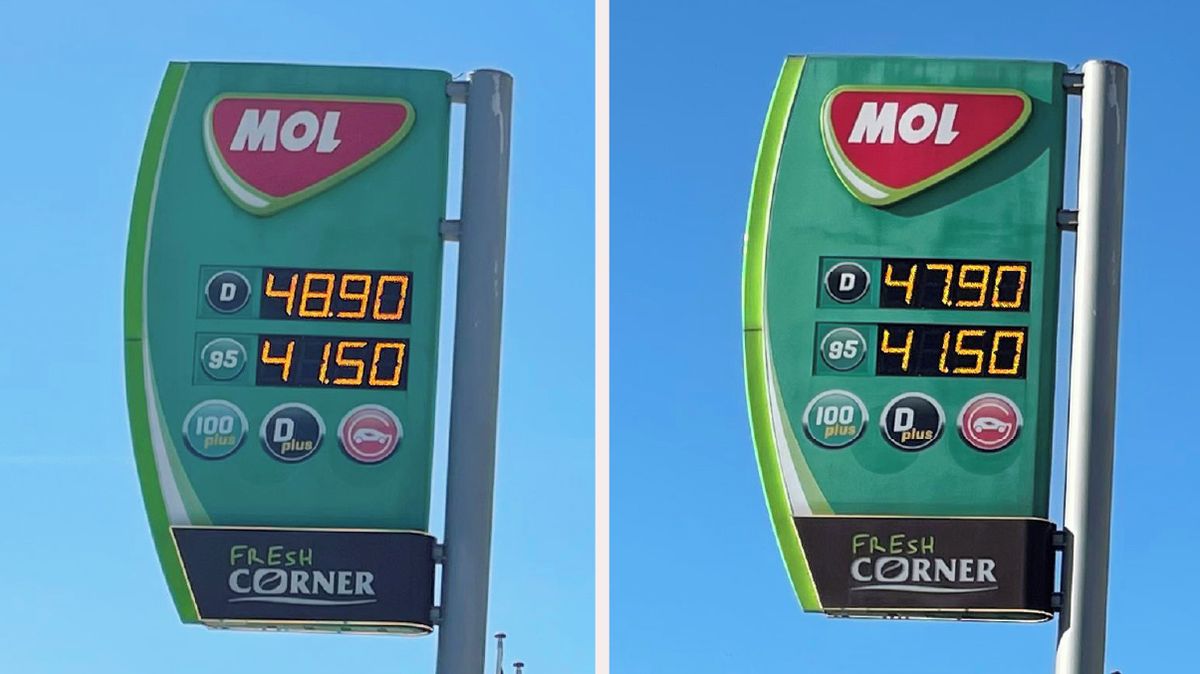 MOL
D 48.90
95 41.50
100 plus D plus
FRESH
CORNER
MOL
D 47.90
95 41.50
100 plus D plus
FRESH
CORNER